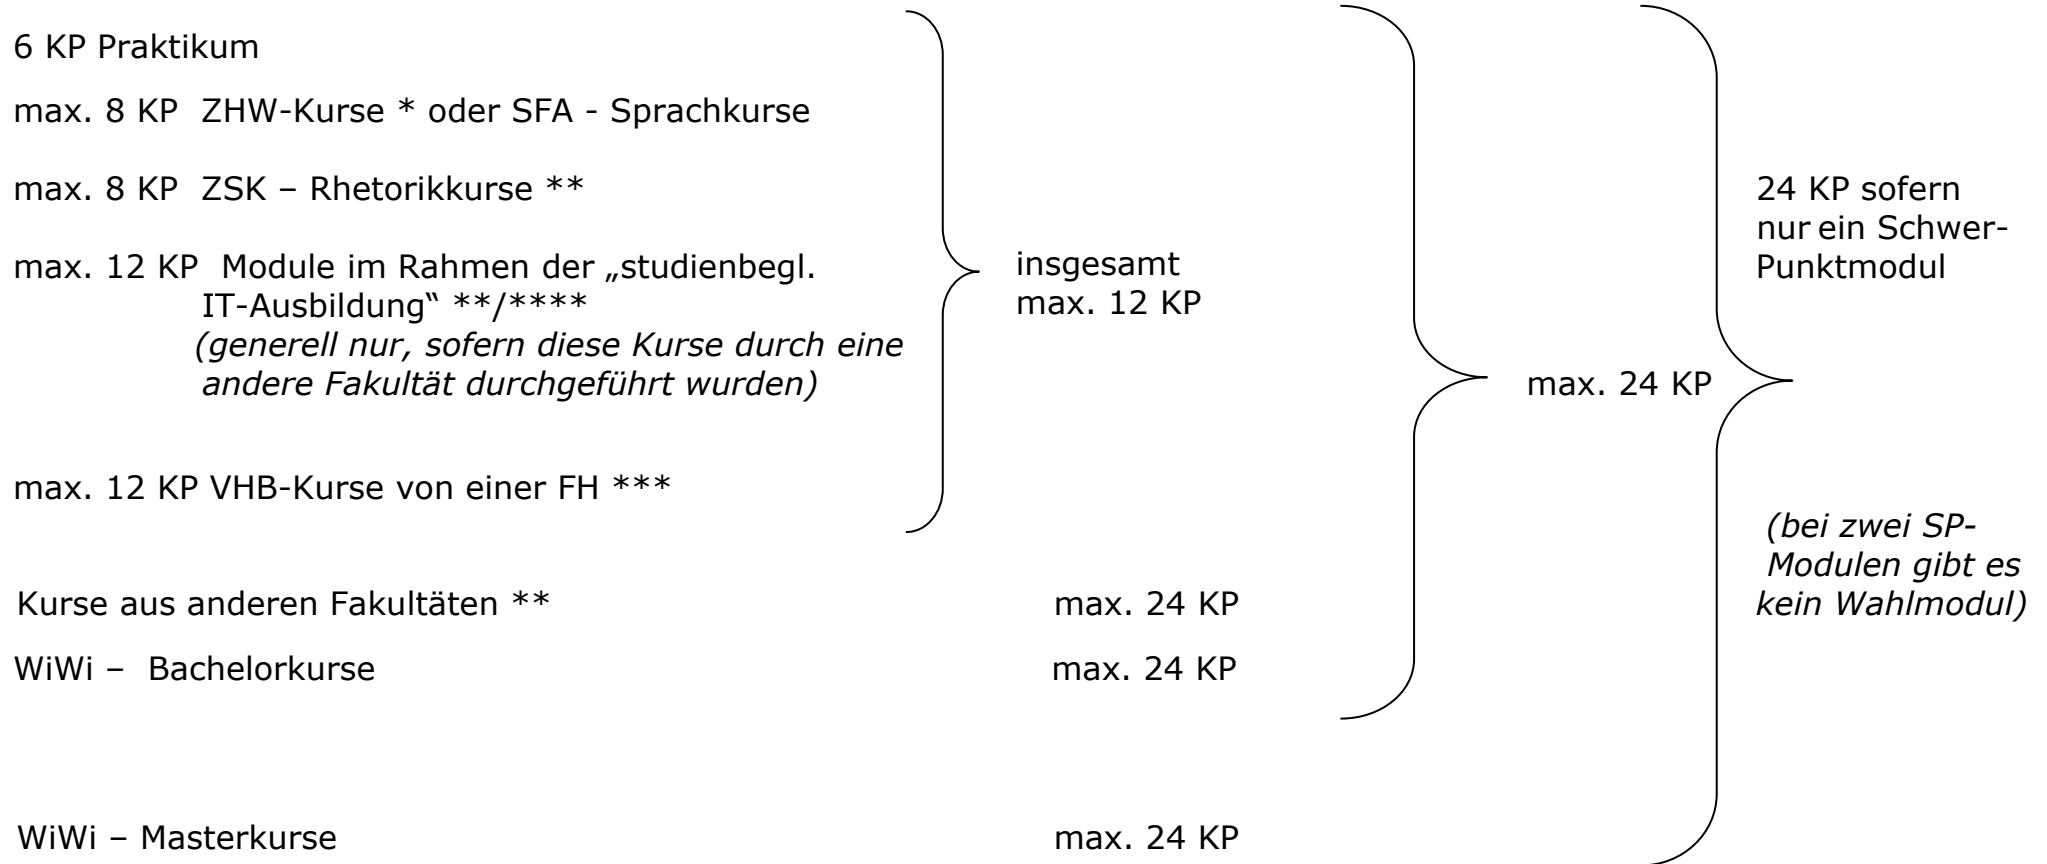 6 KP Praktikum
max. 8 KP  ZHW-Kurse * oder SFA - Sprachkurse
max. 8 KP  ZSK – Rhetorikkurse **
max. 12 KP  Module im Rahmen der „studienbegl.
IT-Ausbildung“ **/****
(generell nur, sofern diese Kurse durch eine
andere Fakultät durchgeführt wurden)
max. 12 KP VHB-Kurse von einer FH ***
insgesamt
max. 12 KP
Kurse aus anderen Fakultäten ** max. 24 KP
WiWi –  Bachelorkurse max. 24 KP
max. 24 KP
WiWi – Masterkurse max. 24 KP
24 KP sofern
nur ein Schwer-
Punktmodul
(bei zwei SP-
Modulen gibt es
kein Wahlmodul)